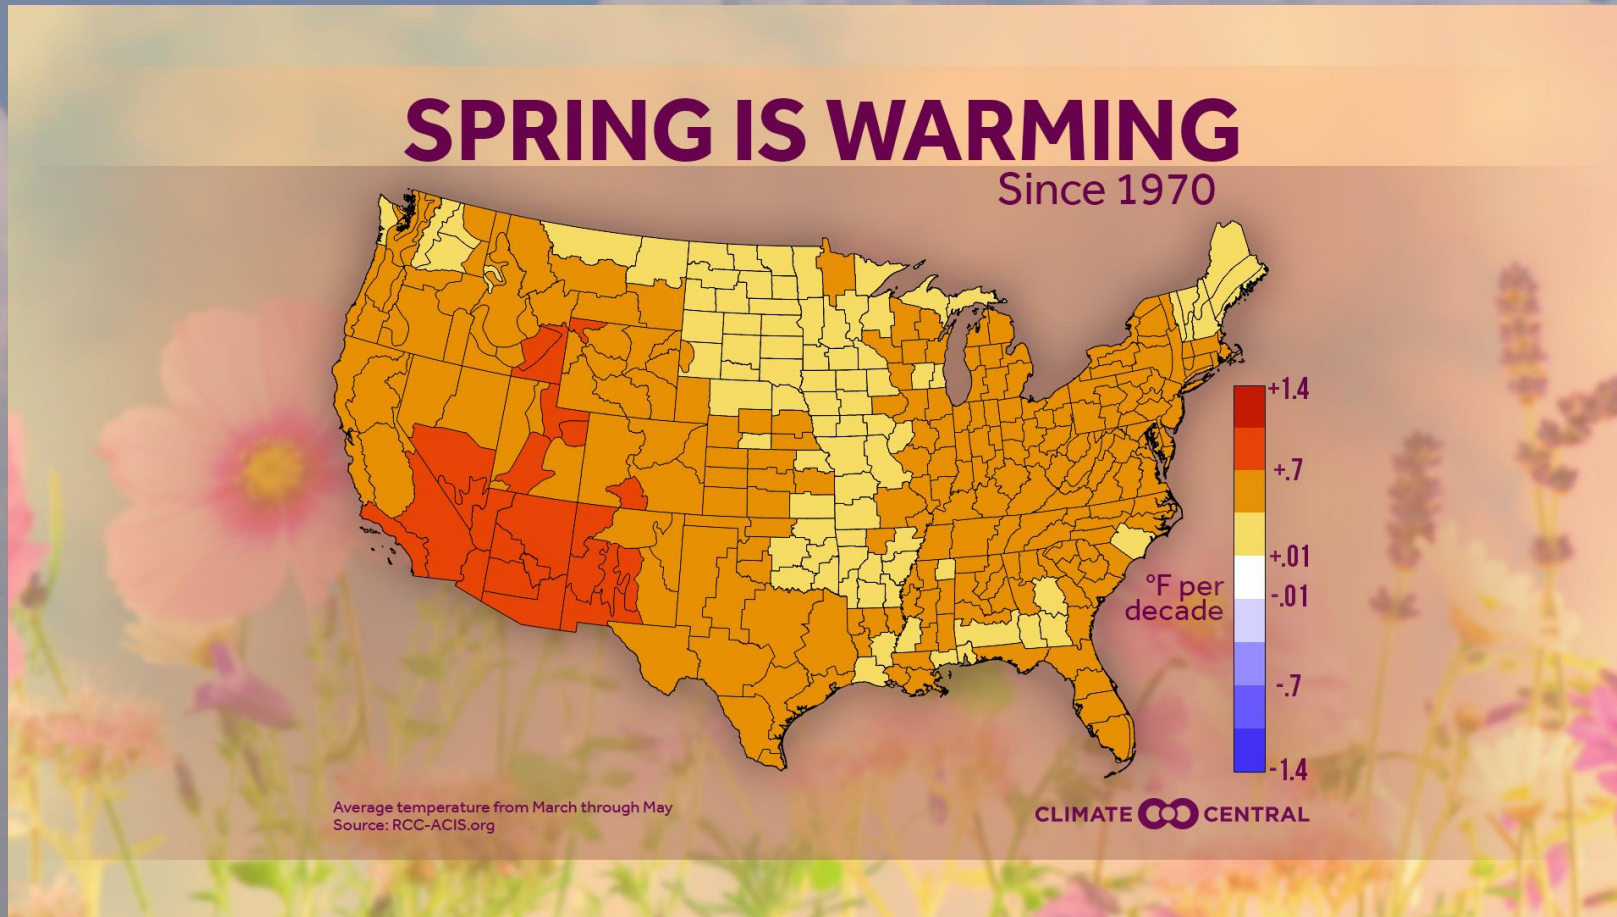 SPRING IS WARMING
Since 1970
+1.4
+.7
+.01
-.01
°F per
decade
-.7
-1.4
Average temperature from March through May
Source: RCC-ACIS.org
CLIMATE CENTRAL